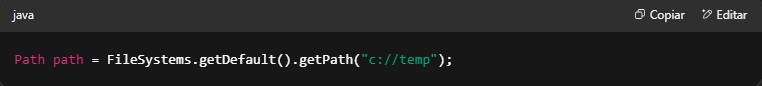 java Copiar Editar
Path path = FileSystems.getDefault().getPath("c://temp");